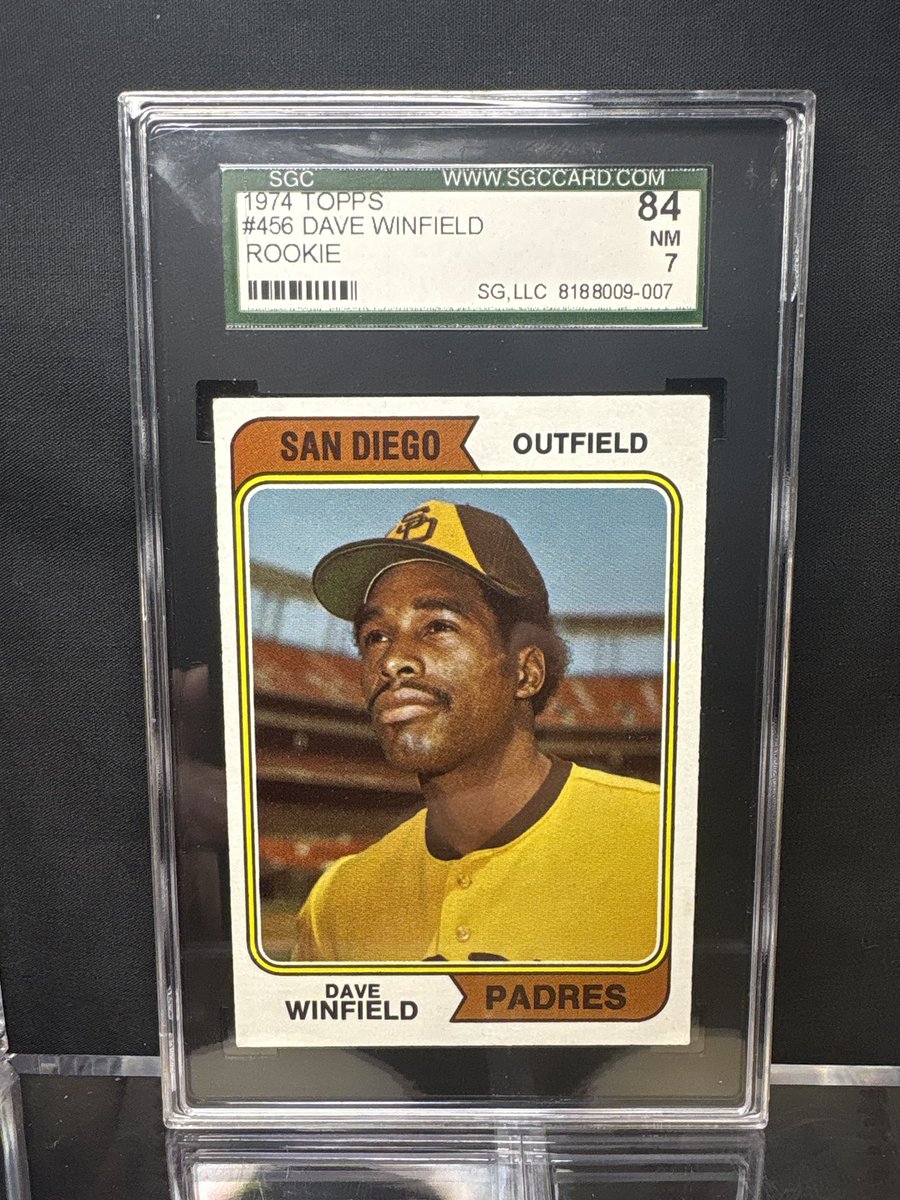 SGC WWW.SGCCARD.COM
1974 TOPPS 84
#456 DAVE WINFIELD NM
ROOKIE 7
SG,LLC 8188009-007
SAN DIEGO OUTFIELD
SD
DAVE
WINFIELD PADRES